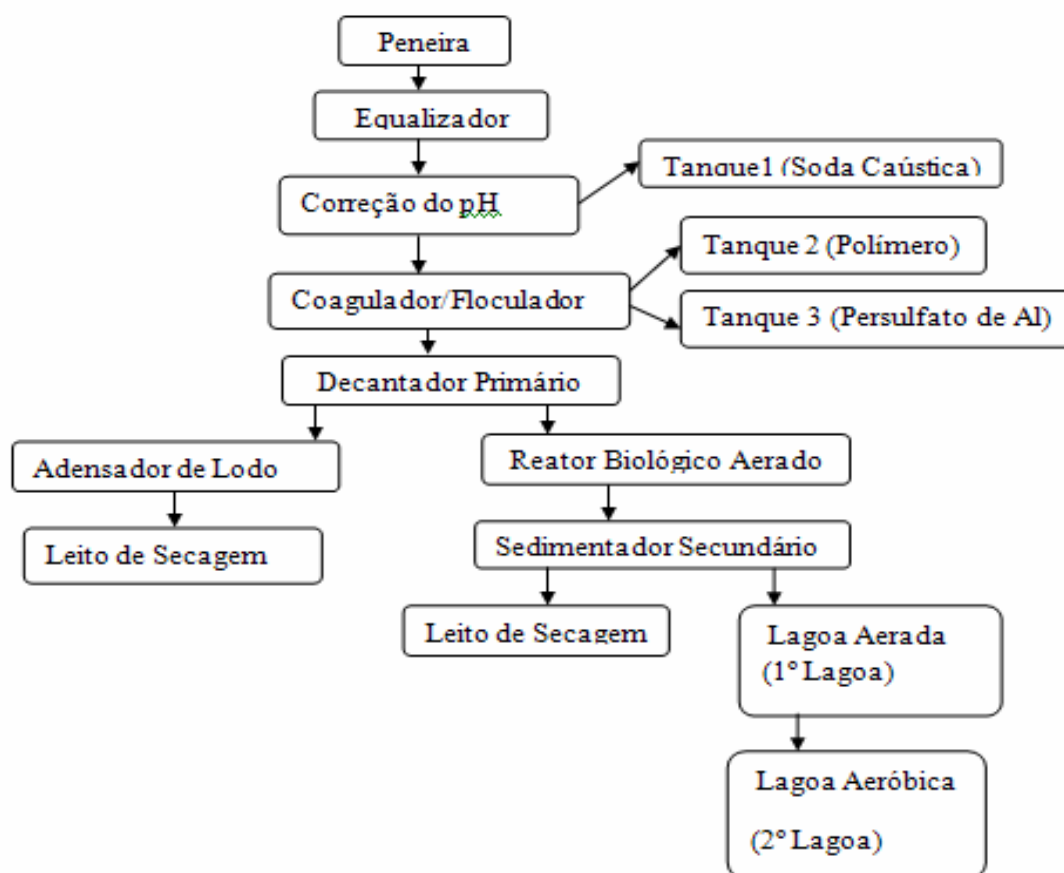 Peneira
Equalizador
Tanque1 (Soda Caústica)
Correção do pH
Tanque 2 (Polímero)
Coagulador/Floculador
Tanque 3 (Persulfato de Al)
Decantador Primário
Adensador de Lodo
Reator Biológico Aerado
Leito de Secagem
Sedimentador Secundário
Leito de Secagem
Lagoa Aerada
(1º Lagoa)
Lagoa Aeróbica
(2º Lagoa)